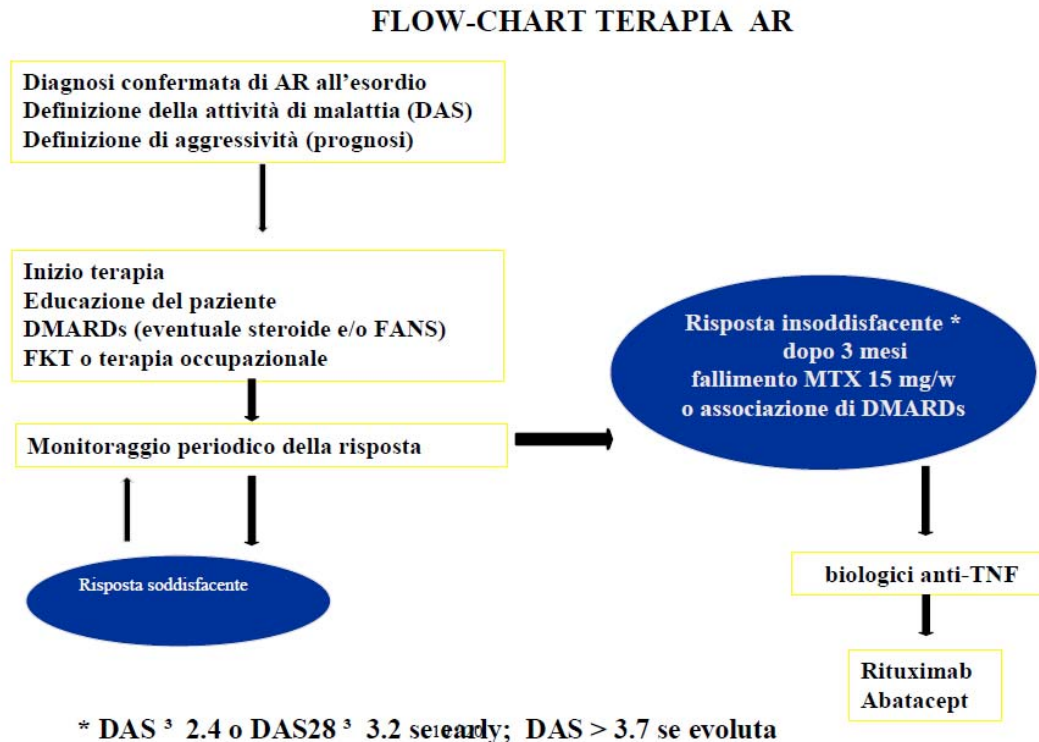 FLOW-CHART TERAPIA AR
Diagnosi confermata di AR all'esordio
Definizione della attività di malattia (DAS)
Definizione di aggressività (prognosi)
Inizio terapia
Educazione del paziente
DMARDs (eventuale steroide e/o FANS)
FKT o terapia occupazionale
Monitoraggio periodico della risposta
Risposta soddisfacente
Risposta insoddisfacente *
dopo 3 mesi
fallimento MTX 15 mg/w
o associazione di DMARDs
biologici anti-TNF
Rituximab
Abatacept
* DAS ³ 2.4 o DAS28 ³ 3.2 se early; DAS > 3.7 se evoluta